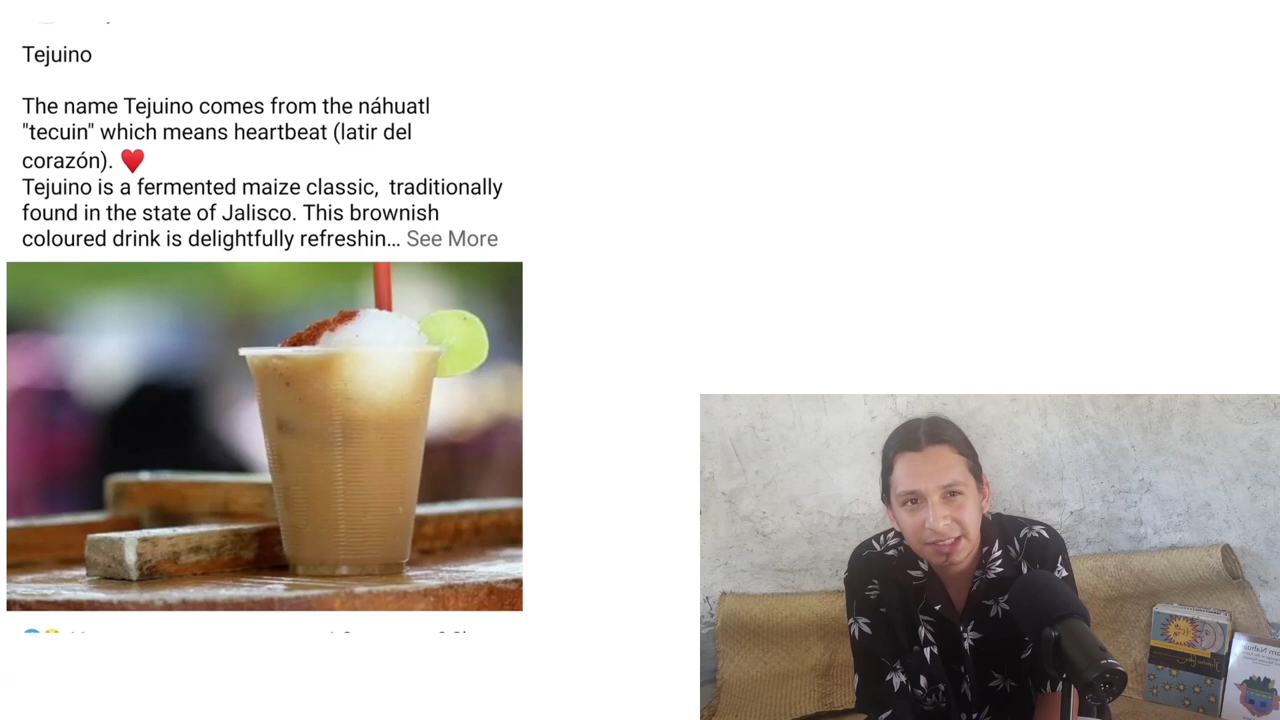 Tejuino
The name Tejuino comes from the náhuatl
"tecuin" which means heartbeat (latir del
corazón). ♥️
Tejuino is a fermented maize classic,  traditionally
found in the state of Jalisco. This brownish
coloured drink is delightfully refreshin... See More